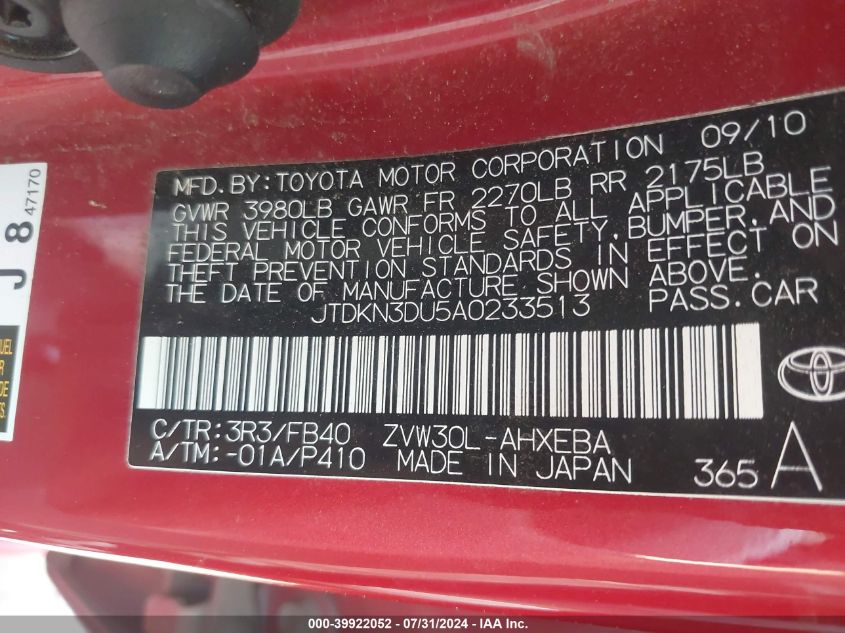 09/10
MFD. BY:TOYOTA MOTOR CORPORATION
GVWR 3980LB GAWR FR 2270LB RR 2175LB
THIS VEHICLE CONFORMS TO ALL APPLICABLE
FEDERAL MOTOR VEHICLE SAFETY,BUMPER,AND
THEFT PREVENTION STANDARDS IN EFFECT ON
THE DATE OF MANUFACTURE SHOWN ABOVE.
JTDKN3DU5A0233513 PASS.CAR
C/TR:3R3/FB40 ZVW30L-AHXEBA
A/TM:-01A/P410 MADE IN JAPAN 365 A
J 8 47170
000-39922052 - 07/31/2024 - © IAA, Inc.